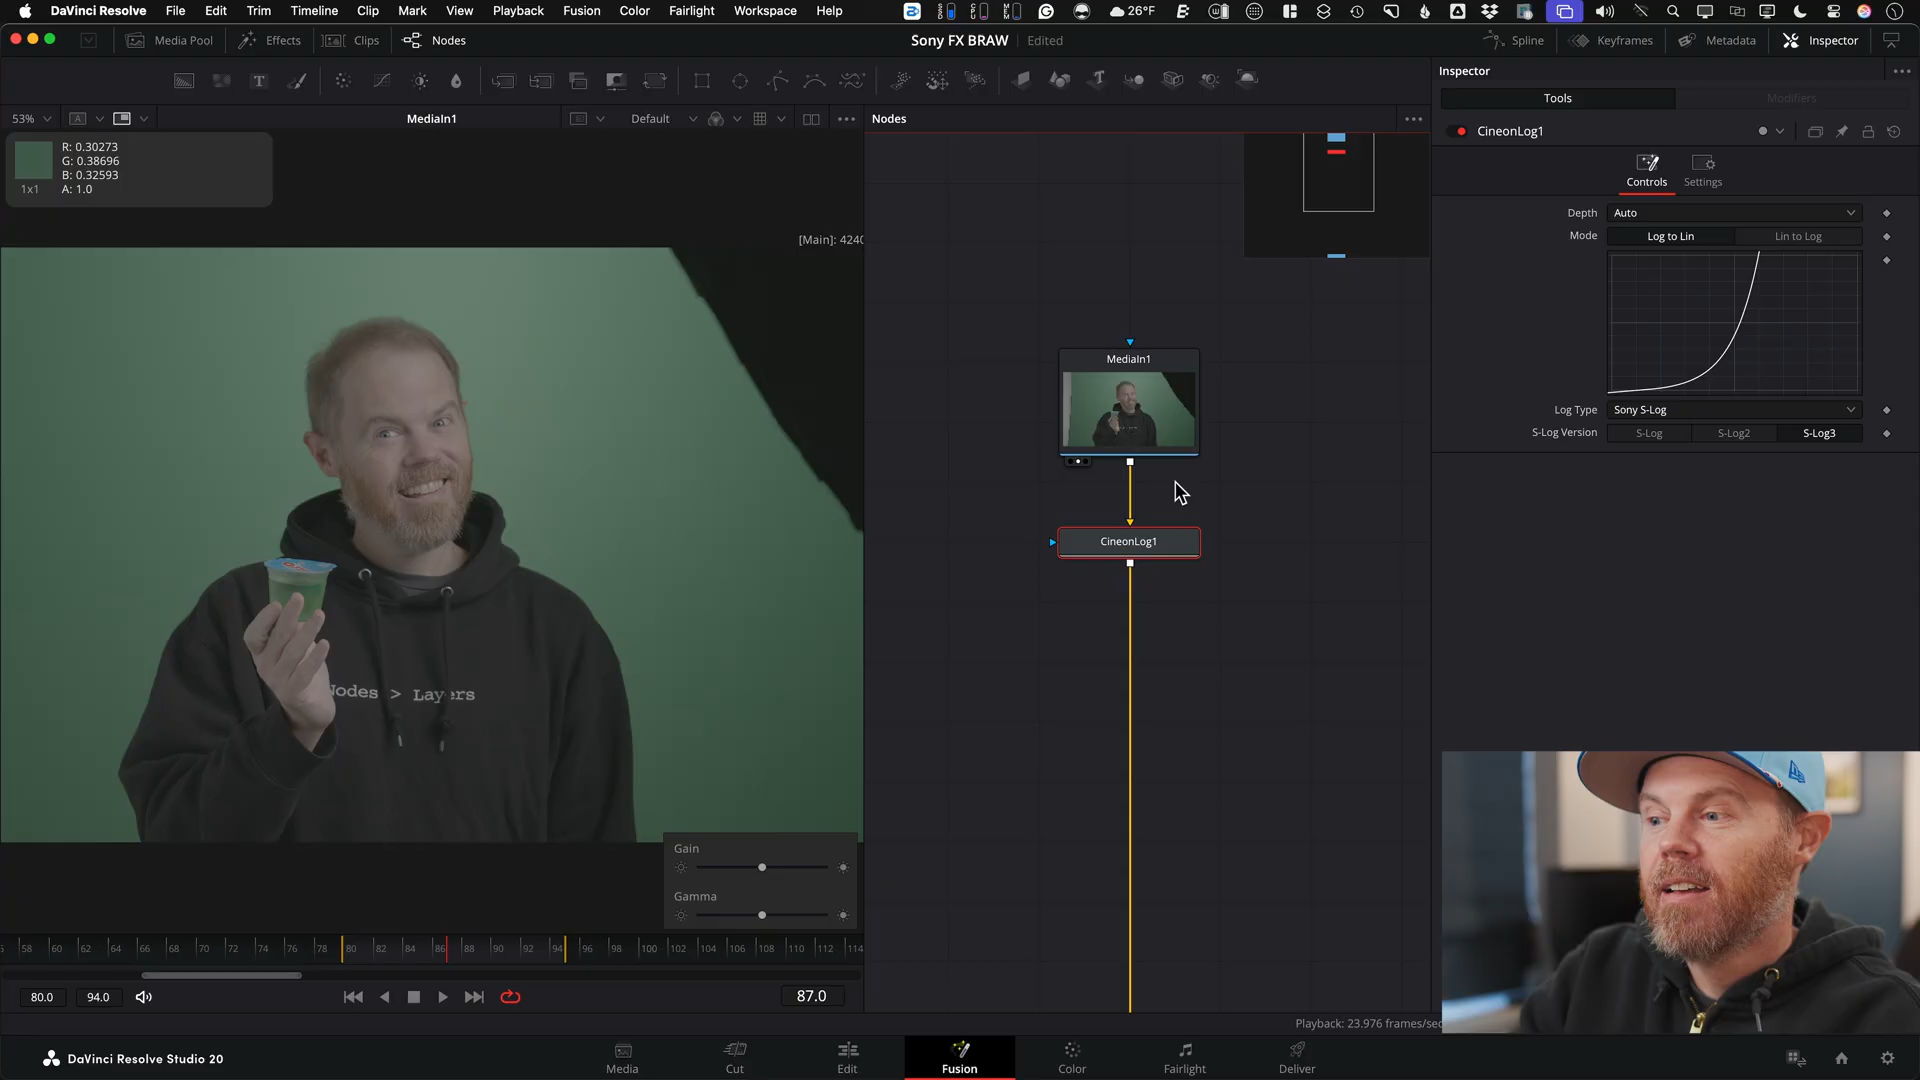 DaVinci Resolve File Edit Trim Timeline Clip Mark View Playback Fusion Color Fairlight Workspace Help
26°F
Media Pool Effects Clips Nodes
Sony FX BRAW Edited
Spline Keyframes Metadata Inspector
Inspector
Tools Modifiers
53% MediaIn1 Default
Nodes
R: 0.30273
G: 0.38696
B: 0.32593
A: 1.0
1x1
[Main]: 4240
CineonLog1
Controls Settings
Depth Auto
Mode Log to Lin Lin to Log
Log Type Sony S-Log
S-Log Version S-Log S-Log2 S-Log3
MediaIn1
CineonLog1
Nodes > Layers
Gain
Gamma
58 60 62 64 66 68 70 72 74 76 78 80 82 84 86 88 90 92 94 96 98 100 102 104 106 108 110 112 114
80.0 94.0 87.0
Playback: 23.976 frames/sec
DaVinci Resolve Studio 20
Media Cut Edit Fusion Color Fairlight Deliver